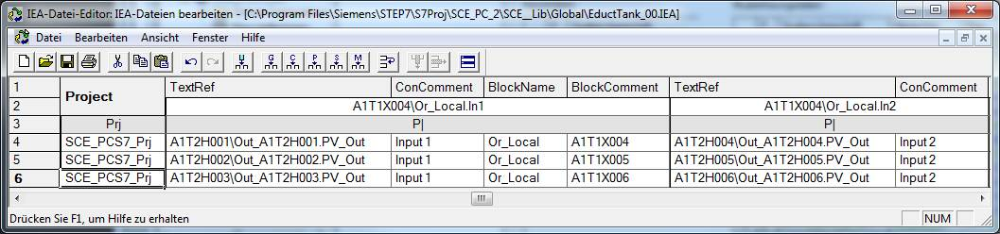 IEA-Datei-Editor: IEA-Dateien bearbeiten - [C:\Program Files\Siemens\STEP7\S7Proj\SCE_PC_2\SCE__Lib\Global\EductTank_00.IEA]
Datei Bearbeiten Ansicht Fenster Hilfe
U G C P S M
1 Project TextRef ConComment BlockName BlockComment TextRef ConComment
2 A1T1X004\Or_Local.In1 A1T1X004\Or_Local.In2
3 Prj P| P|
4 SCE_PCS7_Prj A1T2H001\Out_A1T2H001.PV_Out Input 1 Or_Local A1T1X004 A1T2H004\Out_A1T2H004.PV_Out Input 2
5 SCE_PCS7_Prj A1T2H002\Out_A1T2H002.PV_Out Input 1 Or_Local A1T1X005 A1T2H005\Out_A1T2H005.PV_Out Input 2
6 SCE_PCS7_Prj A1T2H003\Out_A1T2H003.PV_Out Input 1 Or_Local A1T1X006 A1T2H006\Out_A1T2H006.PV_Out Input 2
Drücken Sie F1, um Hilfe zu erhalten NUM